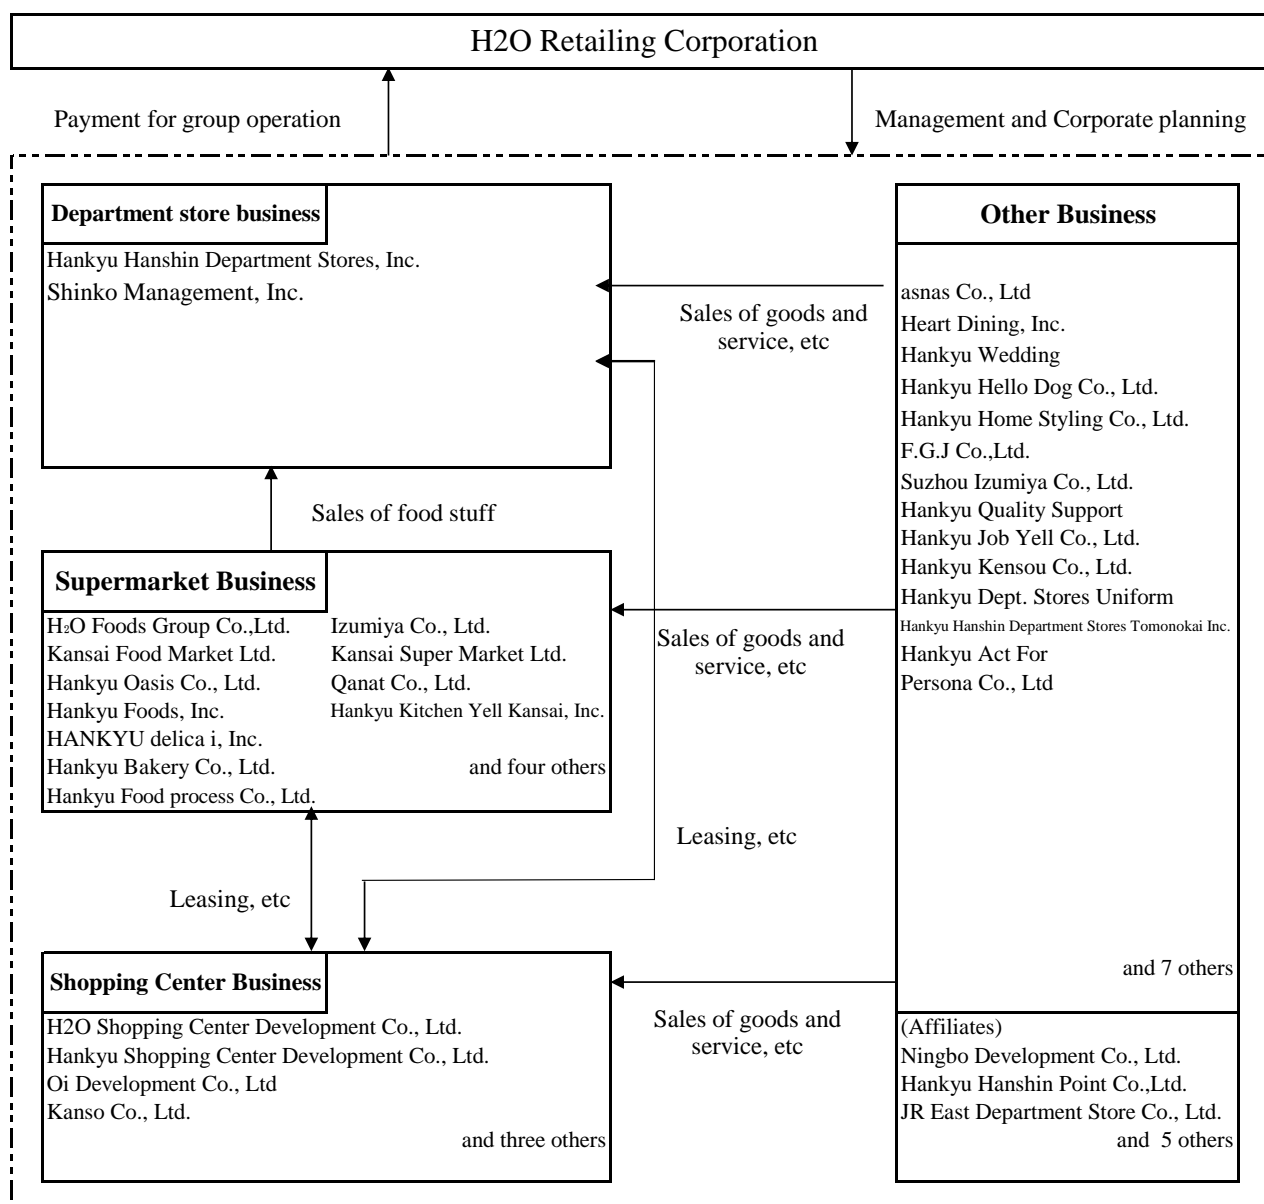 H2O Retailing Corporation
Payment for group operation
Management and Corporate planning
Department store business
Hankyu Hanshin Department Stores, Inc.
Shinko Management, Inc.
Sales of goods and
service, etc
Sales of food stuff
Supermarket Business
H₂O Foods Group Co.,Ltd.
Kansai Food Market Ltd.
Hankyu Oasis Co., Ltd.
Hankyu Foods, Inc.
HANKYU delica i, Inc.
Hankyu Bakery Co., Ltd.
Hankyu Food process Co., Ltd.
Izumiya Co., Ltd.
Kansai Super Market Ltd.
Qanat Co., Ltd.
Hankyu Kitchen Yell Kansai, Inc.
and four others
Sales of goods and
service, etc
Leasing, etc
Leasing, etc
Shopping Center Business
H2O Shopping Center Development Co., Ltd.
Hankyu Shopping Center Development Co., Ltd.
Oi Development Co., Ltd
Kanso Co., Ltd.
and three others
Sales of goods and
service, etc
Other Business
asnas Co., Ltd
Heart Dining, Inc.
Hankyu Wedding
Hankyu Hello Dog Co., Ltd.
Hankyu Home Styling Co., Ltd.
F.G.J Co.,Ltd.
Suzhou Izumiya Co., Ltd.
Hankyu Quality Support
Hankyu Job Yell Co., Ltd.
Hankyu Kensou Co., Ltd.
Hankyu Dept. Stores Uniform
Hankyu Hanshin Department Stores Tomonokai Inc.
Hankyu Act For
Persona Co., Ltd
and 7 others
(Affiliates)
Ningbo Development Co., Ltd.
Hankyu Hanshin Point Co.,Ltd.
JR East Department Store Co., Ltd.
and 5 others